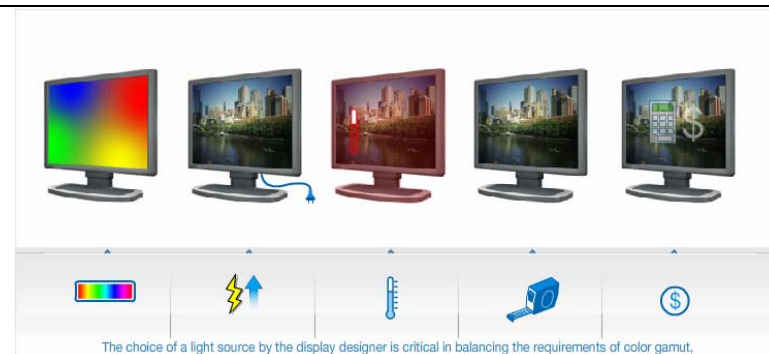 $
$
The choice of a light source by the display designer is critical in balancing the requirements of color gamut,